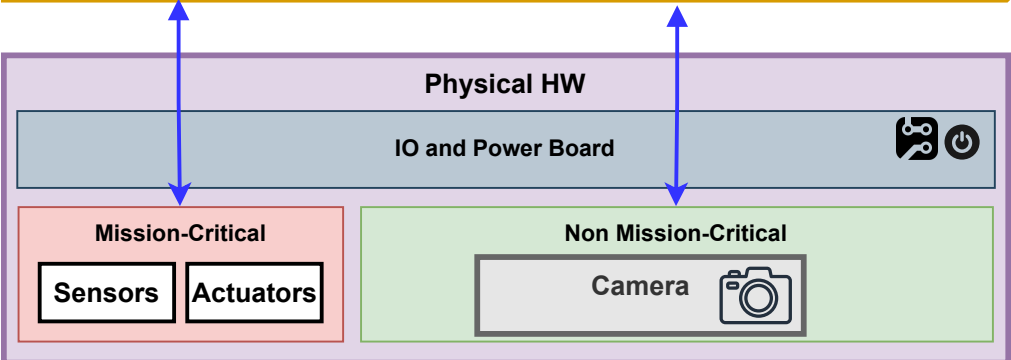 Physical HW
IO and Power Board
Mission-Critical
Non Mission-Critical
Sensors
Actuators
Camera